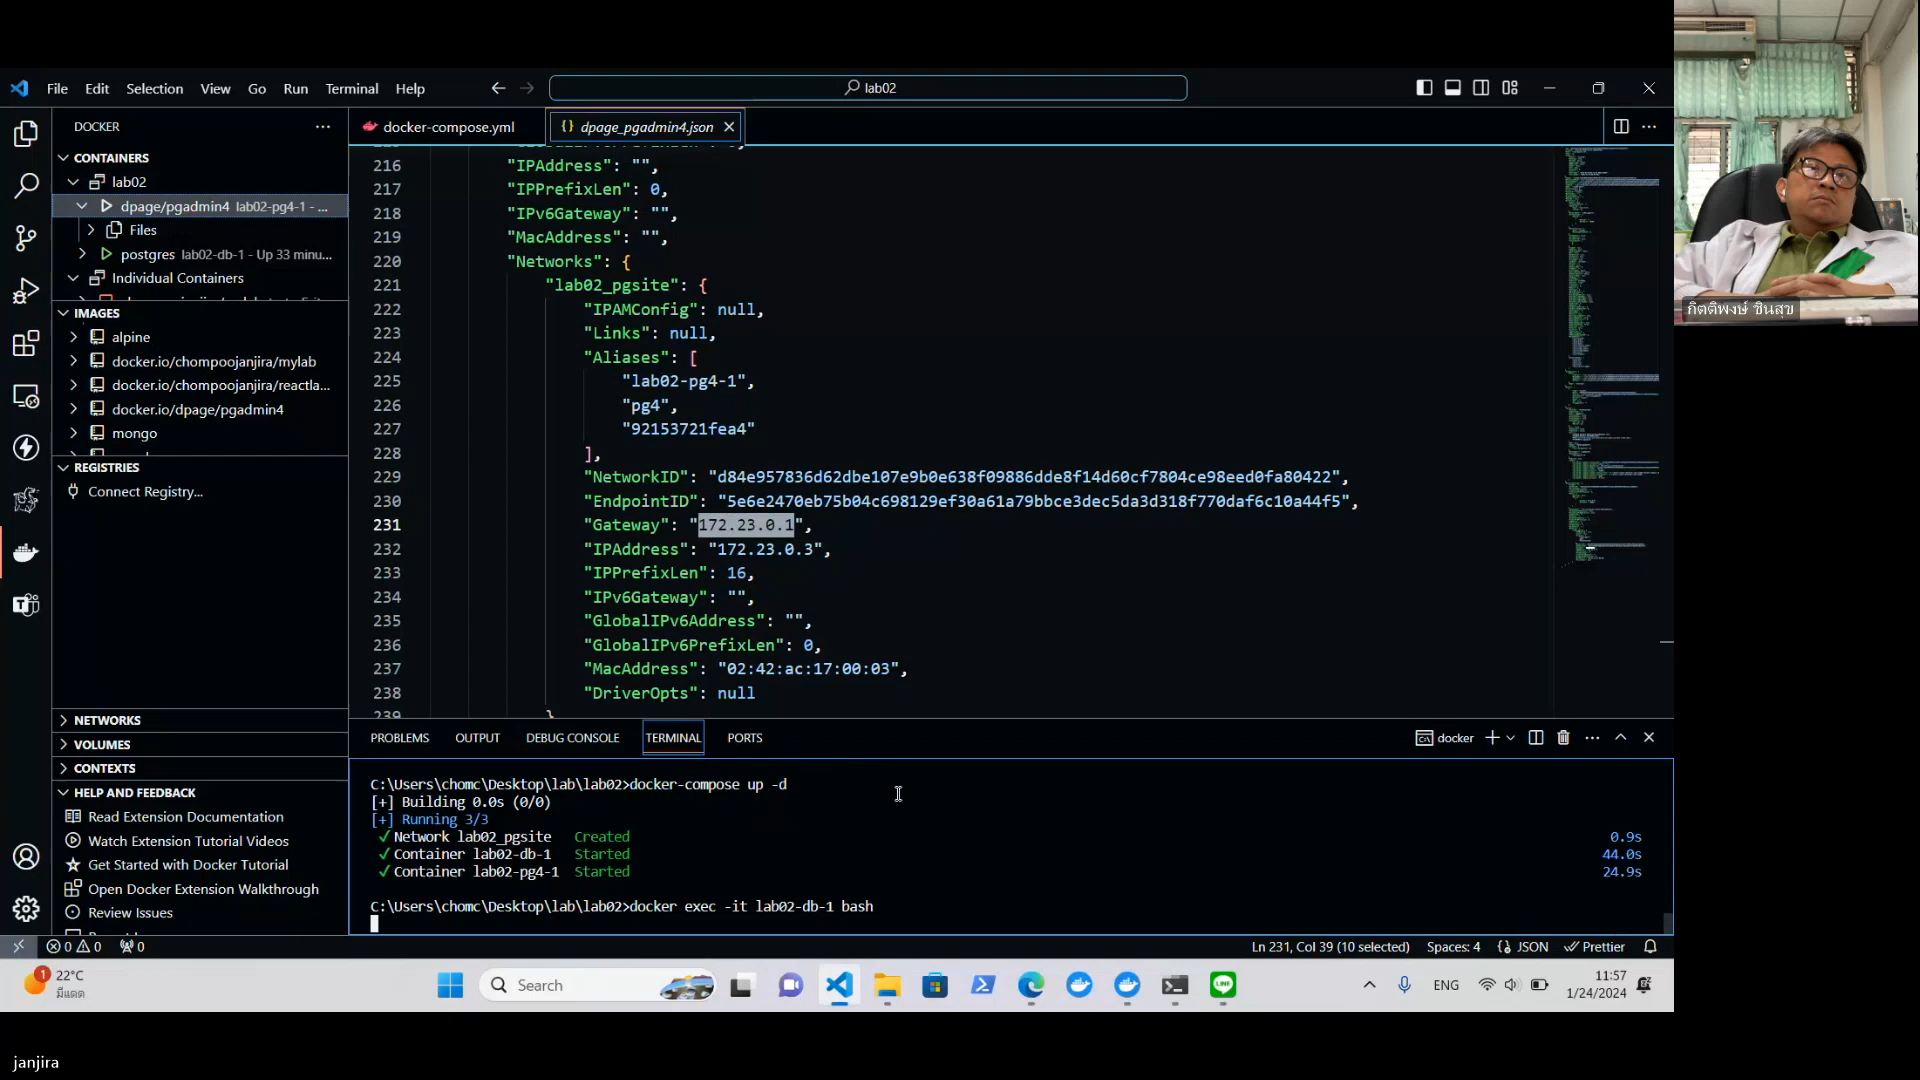 File Edit Selection View Go Run Terminal Help
lab02
DOCKER
CONTAINERS
lab02
dpage/pgadmin4 lab02-pg4-1 - ...
Files
postgres lab02-db-1 - Up 33 minu...
Individual Containers
IMAGES
alpine
docker.io/chompoojanjira/mylab
docker.io/chompoojanjira/reactla...
docker.io/dpage/pgadmin4
mongo
REGISTRIES
Connect Registry...
NETWORKS
VOLUMES
CONTEXTS
HELP AND FEEDBACK
Read Extension Documentation
Watch Extension Tutorial Videos
Get Started with Docker Tutorial
Open Docker Extension Walkthrough
Review Issues
docker-compose.yml
{} dpage_pgadmin4.json
216 "IPAddress": "",
217 "IPPrefixLen": 0,
218 "IPv6Gateway": "",
219 "MacAddress": "",
220 "Networks": {
221 "lab02_pgsite": {
222 "IPAMConfig": null,
223 "Links": null,
224 "Aliases": [
225 "lab02-pg4-1",
226 "pg4",
227 "92153721fea4"
228 ],
229 "NetworkID": "d84e957836d62dbe107e9b0e638f09886dde8f14d60cf7804ce98eed0fa80422",
230 "EndpointID": "5e6e2470eb75b04c698129ef30a61a79bbce3dec5da3d318f770daf6c10a44f5",
231 "Gateway": "172.23.0.1",
232 "IPAddress": "172.23.0.3",
233 "IPPrefixLen": 16,
234 "IPv6Gateway": "",
235 "GlobalIPv6Address": "",
236 "GlobalIPv6PrefixLen": 0,
237 "MacAddress": "02:42:ac:17:00:03",
238 "DriverOpts": null
239 }
PROBLEMS OUTPUT DEBUG CONSOLE TERMINAL PORTS
docker
C:\Users\chomc\Desktop\lab\lab02>docker-compose up -d
[+] Building 0.0s (0/0)
[+] Running 3/3
✓ Network lab02_pgsite Created 0.9s
✓ Container lab02-db-1 Started 44.0s
✓ Container lab02-pg4-1 Started 24.9s
C:\Users\chomc\Desktop\lab\lab02>docker exec -it lab02-db-1 bash
0 0 0
Ln 231, Col 39 (10 selected) Spaces: 4 {} JSON Prettier
1
22°C
มีแดด
Search
LINE
ENG
11:57
1/24/2024
กิตติพงษ์ ชินสุข
janjira